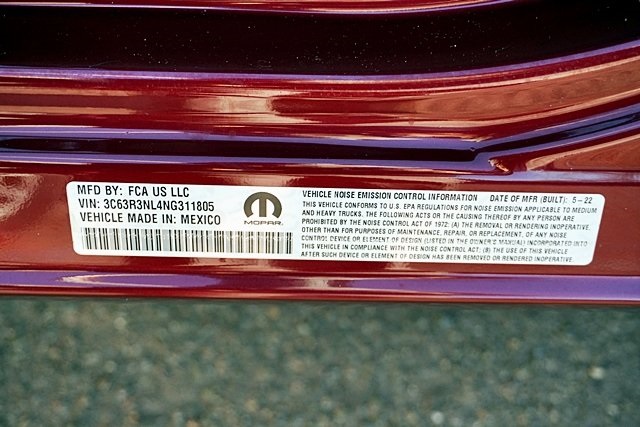 MFD BY: FCA US LLC
VIN: 3C63R3NL4NG311805
VEHICLE MADE IN: MEXICO
MOPAR
VEHICLE NOISE EMISSION CONTROL INFORMATION DATE OF MFR (BUILT): 5-22
THIS VEHICLE CONFORMS TO U.S. EPA REGULATIONS FOR NOISE EMISSION APPLICABLE TO MEDIUM
AND HEAVY TRUCKS. THE FOLLOWING ACTS OR THE CAUSING THEREOF BY ANY PERSON ARE
PROHIBITED BY THE NOISE CONTROL ACT OF 1972: (A) THE REMOVAL OR RENDERING INOPERATIVE,
OTHER THAN FOR PURPOSES OF MAINTENANCE, REPAIR, OR REPLACEMENT, OF ANY NOISE
CONTROL DEVICE OR ELEMENT OF DESIGN (LISTED IN THE OWNER'S MANUAL) INCORPORATED INTO
THIS VEHICLE IN COMPLIANCE WITH THE NOISE CONTROL ACT; (B) THE USE OF THIS VEHICLE
AFTER SUCH DEVICE OR ELEMENT OF DESIGN HAS BEEN REMOVED OR RENDERED INOPERATIVE.